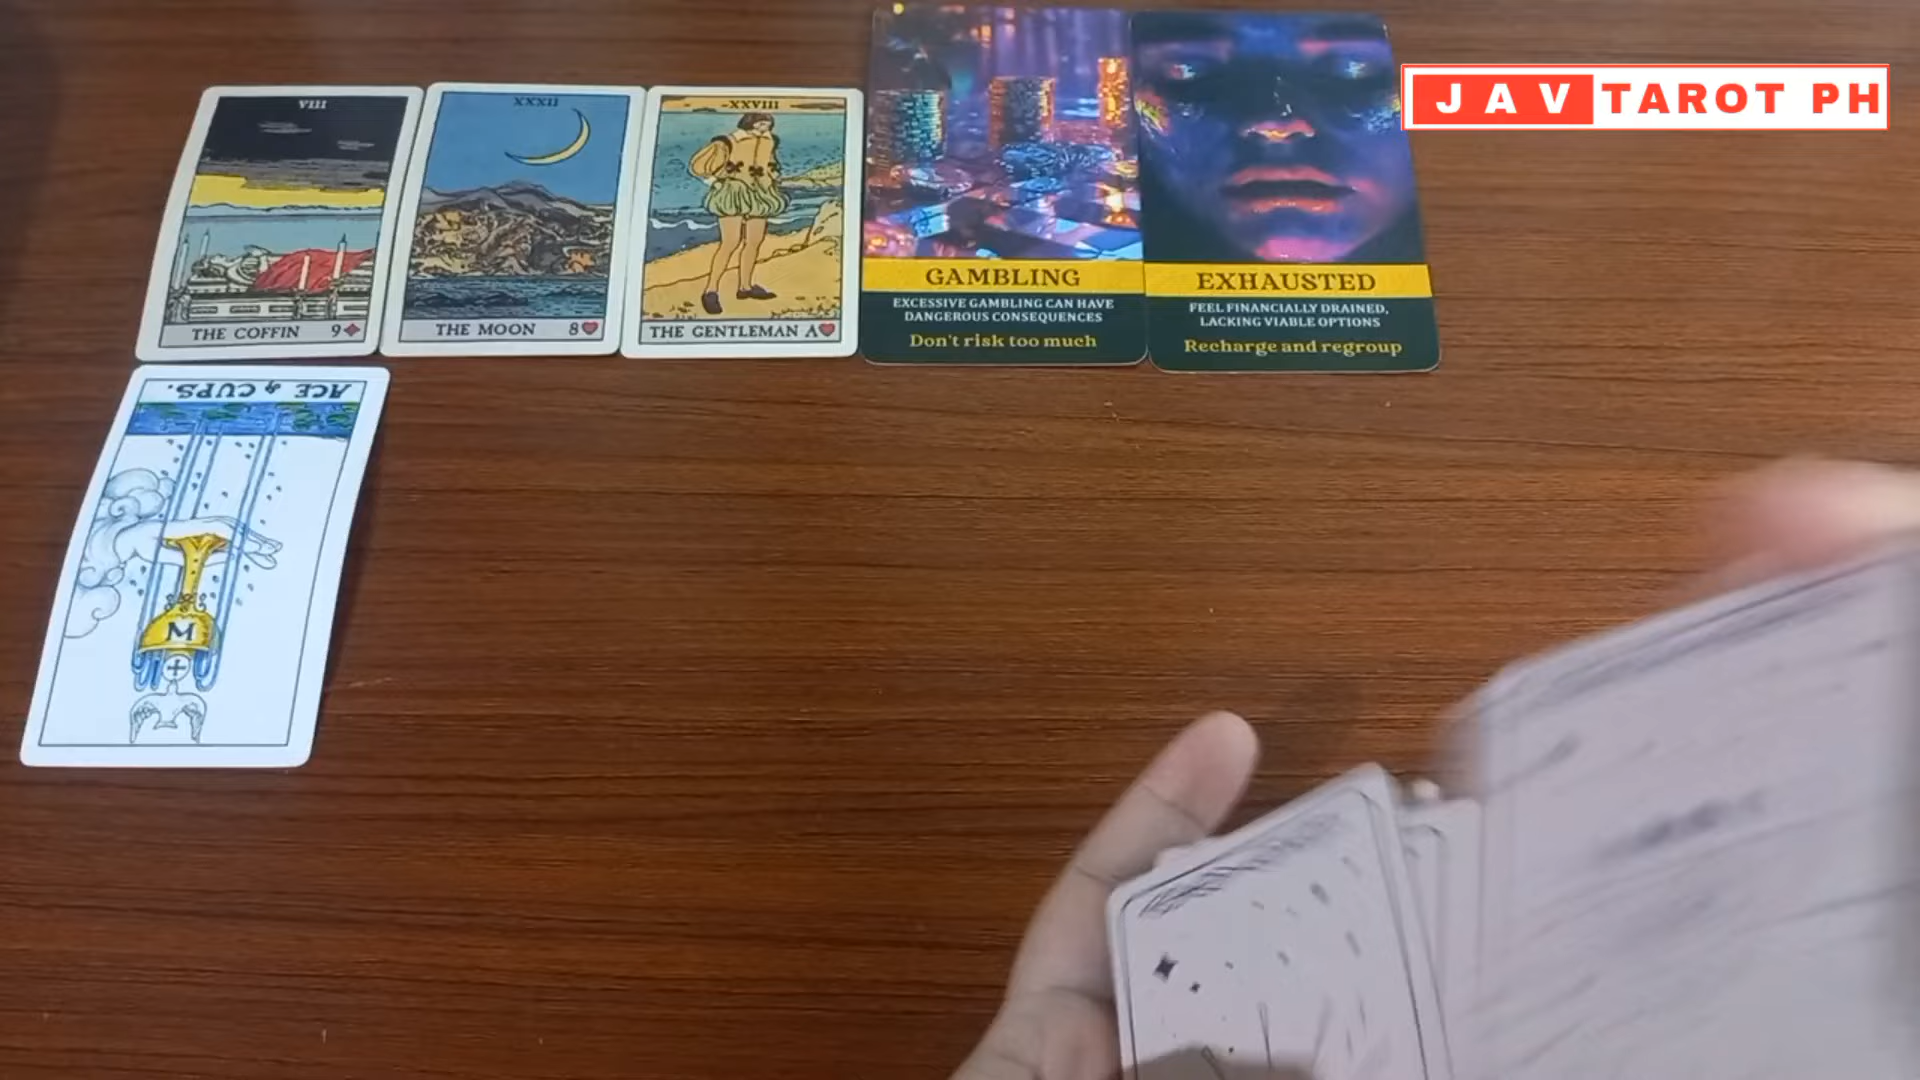 JAV TAROT PH
VIII
THE COFFIN 9♦
XXXII
THE MOON 8♥
XXVIII
THE GENTLEMAN A♥
GAMBLING
EXCESSIVE GAMBLING CAN HAVE
DANGEROUS CONSEQUENCES
Don't risk too much
EXHAUSTED
FEEL FINANCIALLY DRAINED,
LACKING VIABLE OPTIONS
Recharge and regroup
ACE of CUPS.
M